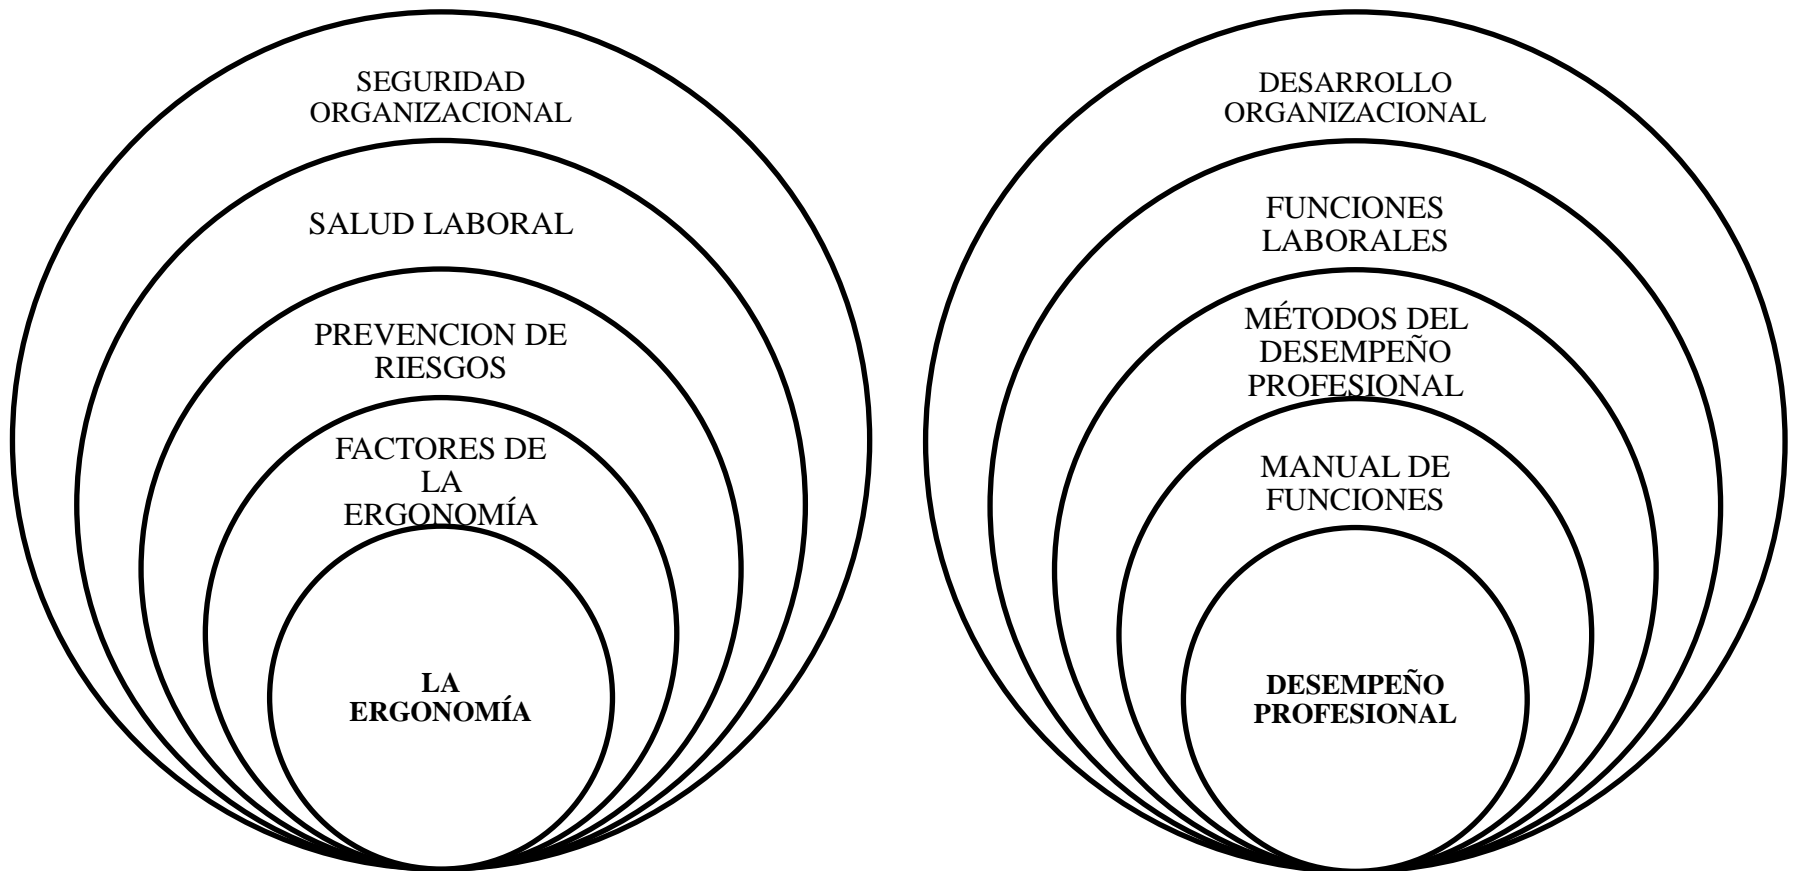 SEGURIDAD
ORGANIZACIONAL
SALUD LABORAL
PREVENCION DE
RIESGOS
FACTORES DE
LA
ERGONOMÍA
LA
ERGONOMÍA
DESARROLLO
ORGANIZACIONAL
FUNCIONES
LABORALES
MÉTODOS DEL
DESEMPEÑO
PROFESIONAL
MANUAL DE
FUNCIONES
DESEMPEÑO
PROFESIONAL